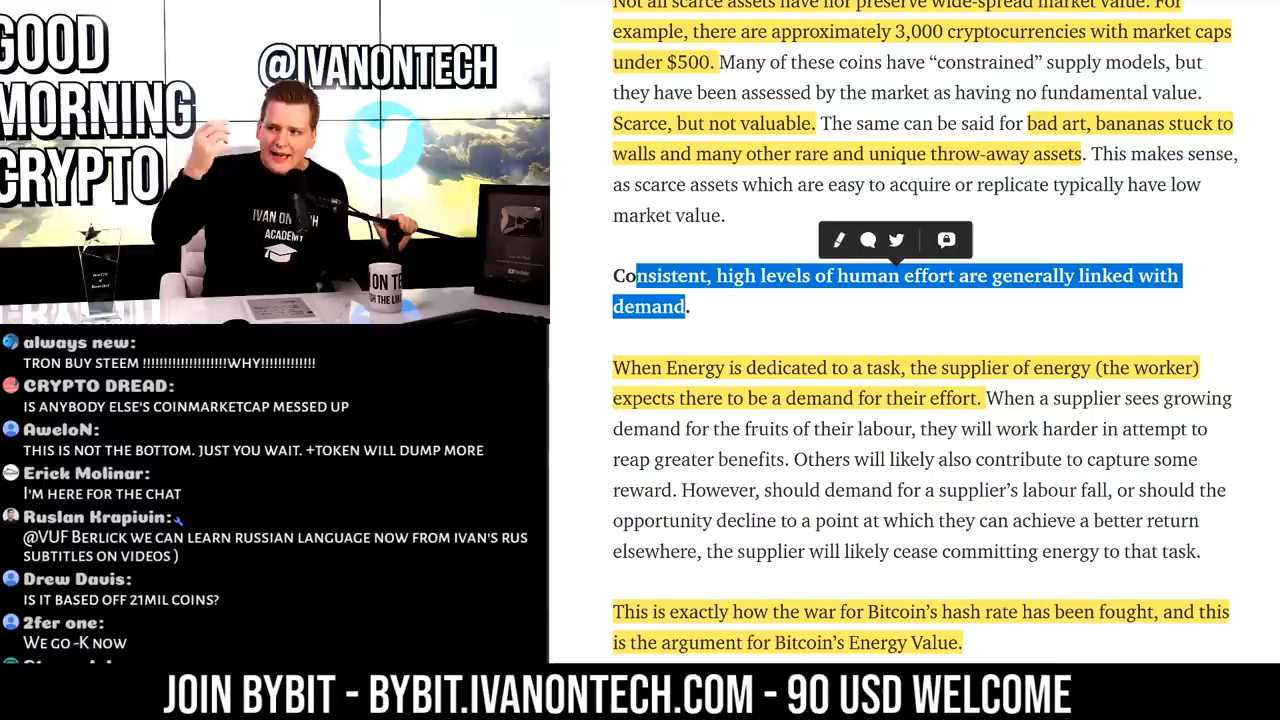 GOOD
MORNING
CRYPTO
@IVANONTECH
IVAN ON TECH
ACADEMY
ON TE
always new:
TRON BUY STEEM !!!!!!!!!!!!!!!!!!!!WHY!!!!!!!!!!!!!
CRYPTO DREAD:
IS ANYBODY ELSE'S COINMARKETCAP MESSED UP
AweloN:
THIS IS NOT THE BOTTOM. JUST YOU WAIT. +TOKEN WILL DUMP MORE
Erick Molinar:
I'M HERE FOR THE CHAT
Ruslan Krapivin:
@VUF BERLICK WE CAN LEARN RUSSIAN LANGUAGE NOW FROM IVAN'S RUS
SUBTITLES ON VIDEOS )
Drew Davis:
IS IT BASED OFF 21MIL COINS?
2fer one:
WE GO -K NOW
Not all scarce assets have nor preserve wide-spread market value. For
example, there are approximately 3,000 cryptocurrencies with market caps
under $500. Many of these coins have “constrained” supply models, but
they have been assessed by the market as having no fundamental value.
Scarce, but not valuable. The same can be said for bad art, bananas stuck to
walls and many other rare and unique throw-away assets. This makes sense,
as scarce assets which are easy to acquire or replicate typically have low
market value.
Consistent, high levels of human effort are generally linked with
demand.
When Energy is dedicated to a task, the supplier of energy (the worker)
expects there to be a demand for their effort. When a supplier sees growing
demand for the fruits of their labour, they will work harder in attempt to
reap greater benefits. Others will likely also contribute to capture some
reward. However, should demand for a supplier’s labour fall, or should the
opportunity decline to a point at which they can achieve a better return
elsewhere, the supplier will likely cease committing energy to that task.
This is exactly how the war for Bitcoin’s hash rate has been fought, and this
is the argument for Bitcoin’s Energy Value.
JOIN BYBIT - BYBIT.IVANONTECH.COM - 90 USD WELCOME